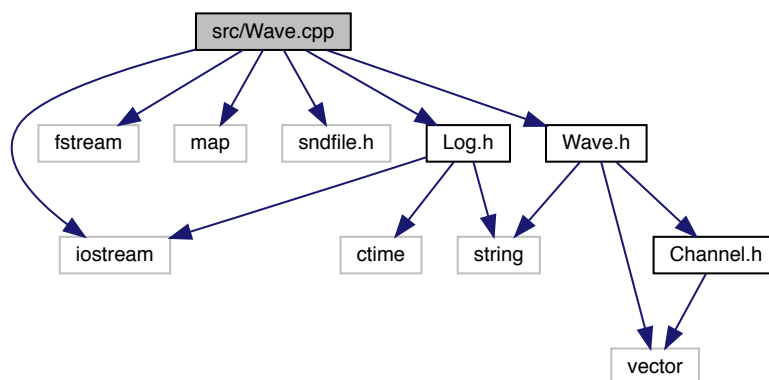 src/Wave.cpp
fstream
map
sndfile.h
Log.h
Wave.h
iostream
ctime
string
Channel.h
vector